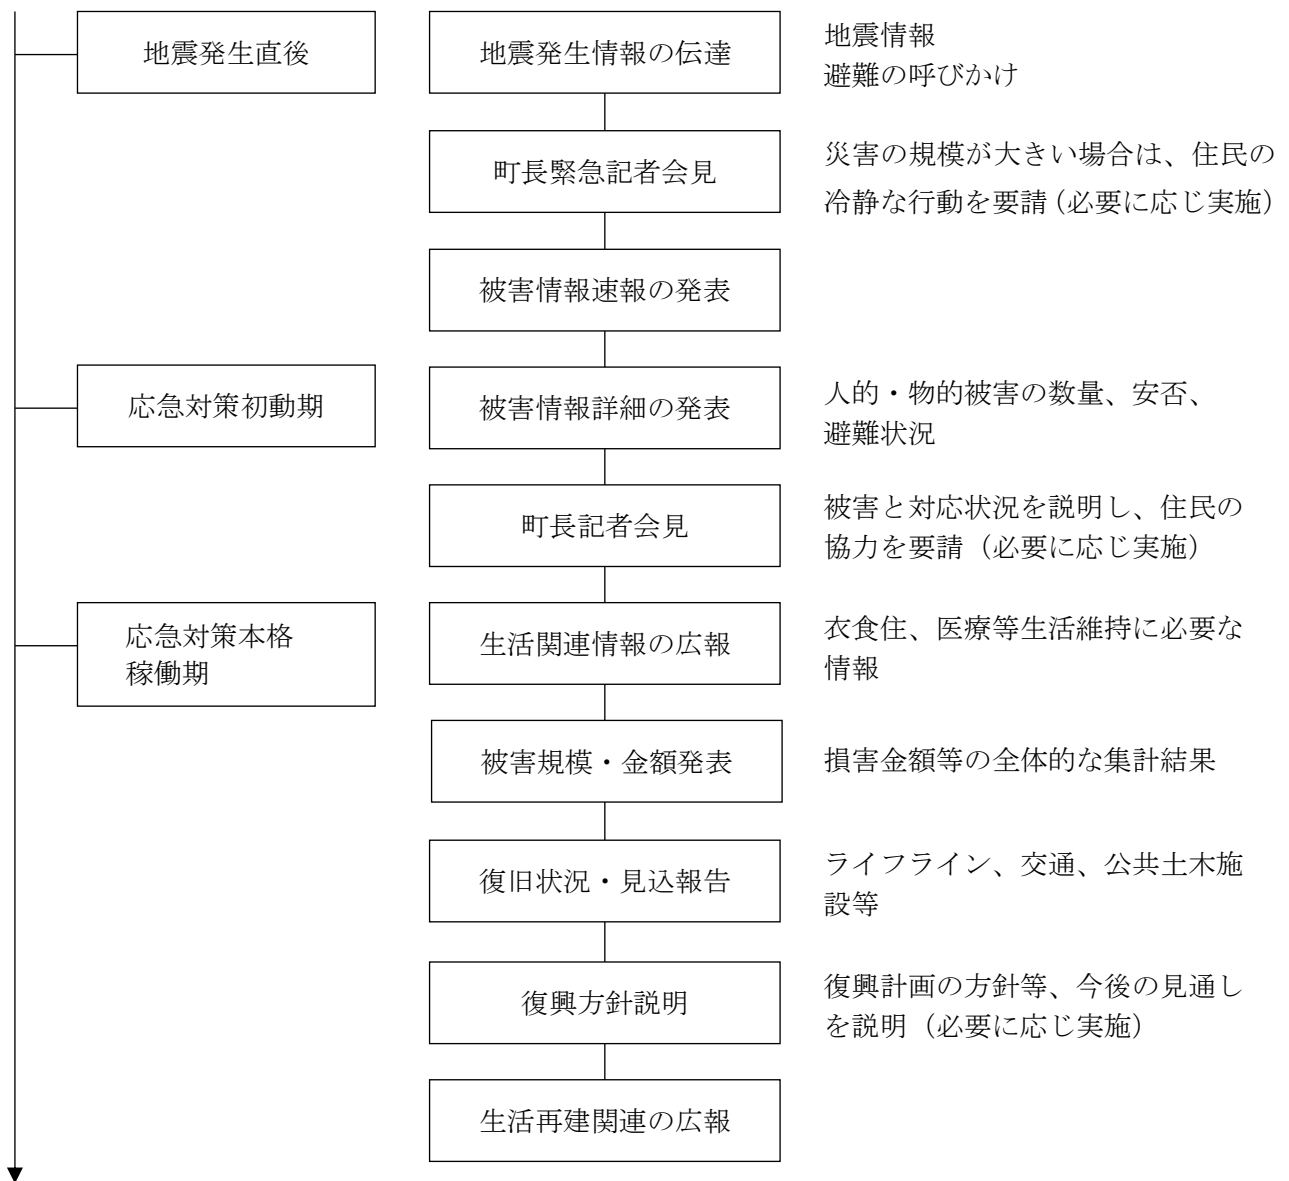 地震発生直後
地震発生情報の伝達
地震情報
避難の呼びかけ
町長緊急記者会見
災害の規模が大きい場合は、住民の
冷静な行動を要請（必要に応じ実施）
被害情報速報の発表
応急対策初動期
被害情報詳細の発表
人的・物的被害の数量、安否、
避難状況
町長記者会見
被害と対応状況を説明し、住民の
協力を要請（必要に応じ実施）
応急対策本格
稼働期
生活関連情報の広報
衣食住、医療等生活維持に必要な
情報
被害規模・金額発表
損害金額等の全体的な集計結果
復旧状況・見込報告
ライフライン、交通、公共土木施
設等
復興方針説明
復興計画の方針等、今後の見通し
を説明（必要に応じ実施）
生活再建関連の広報